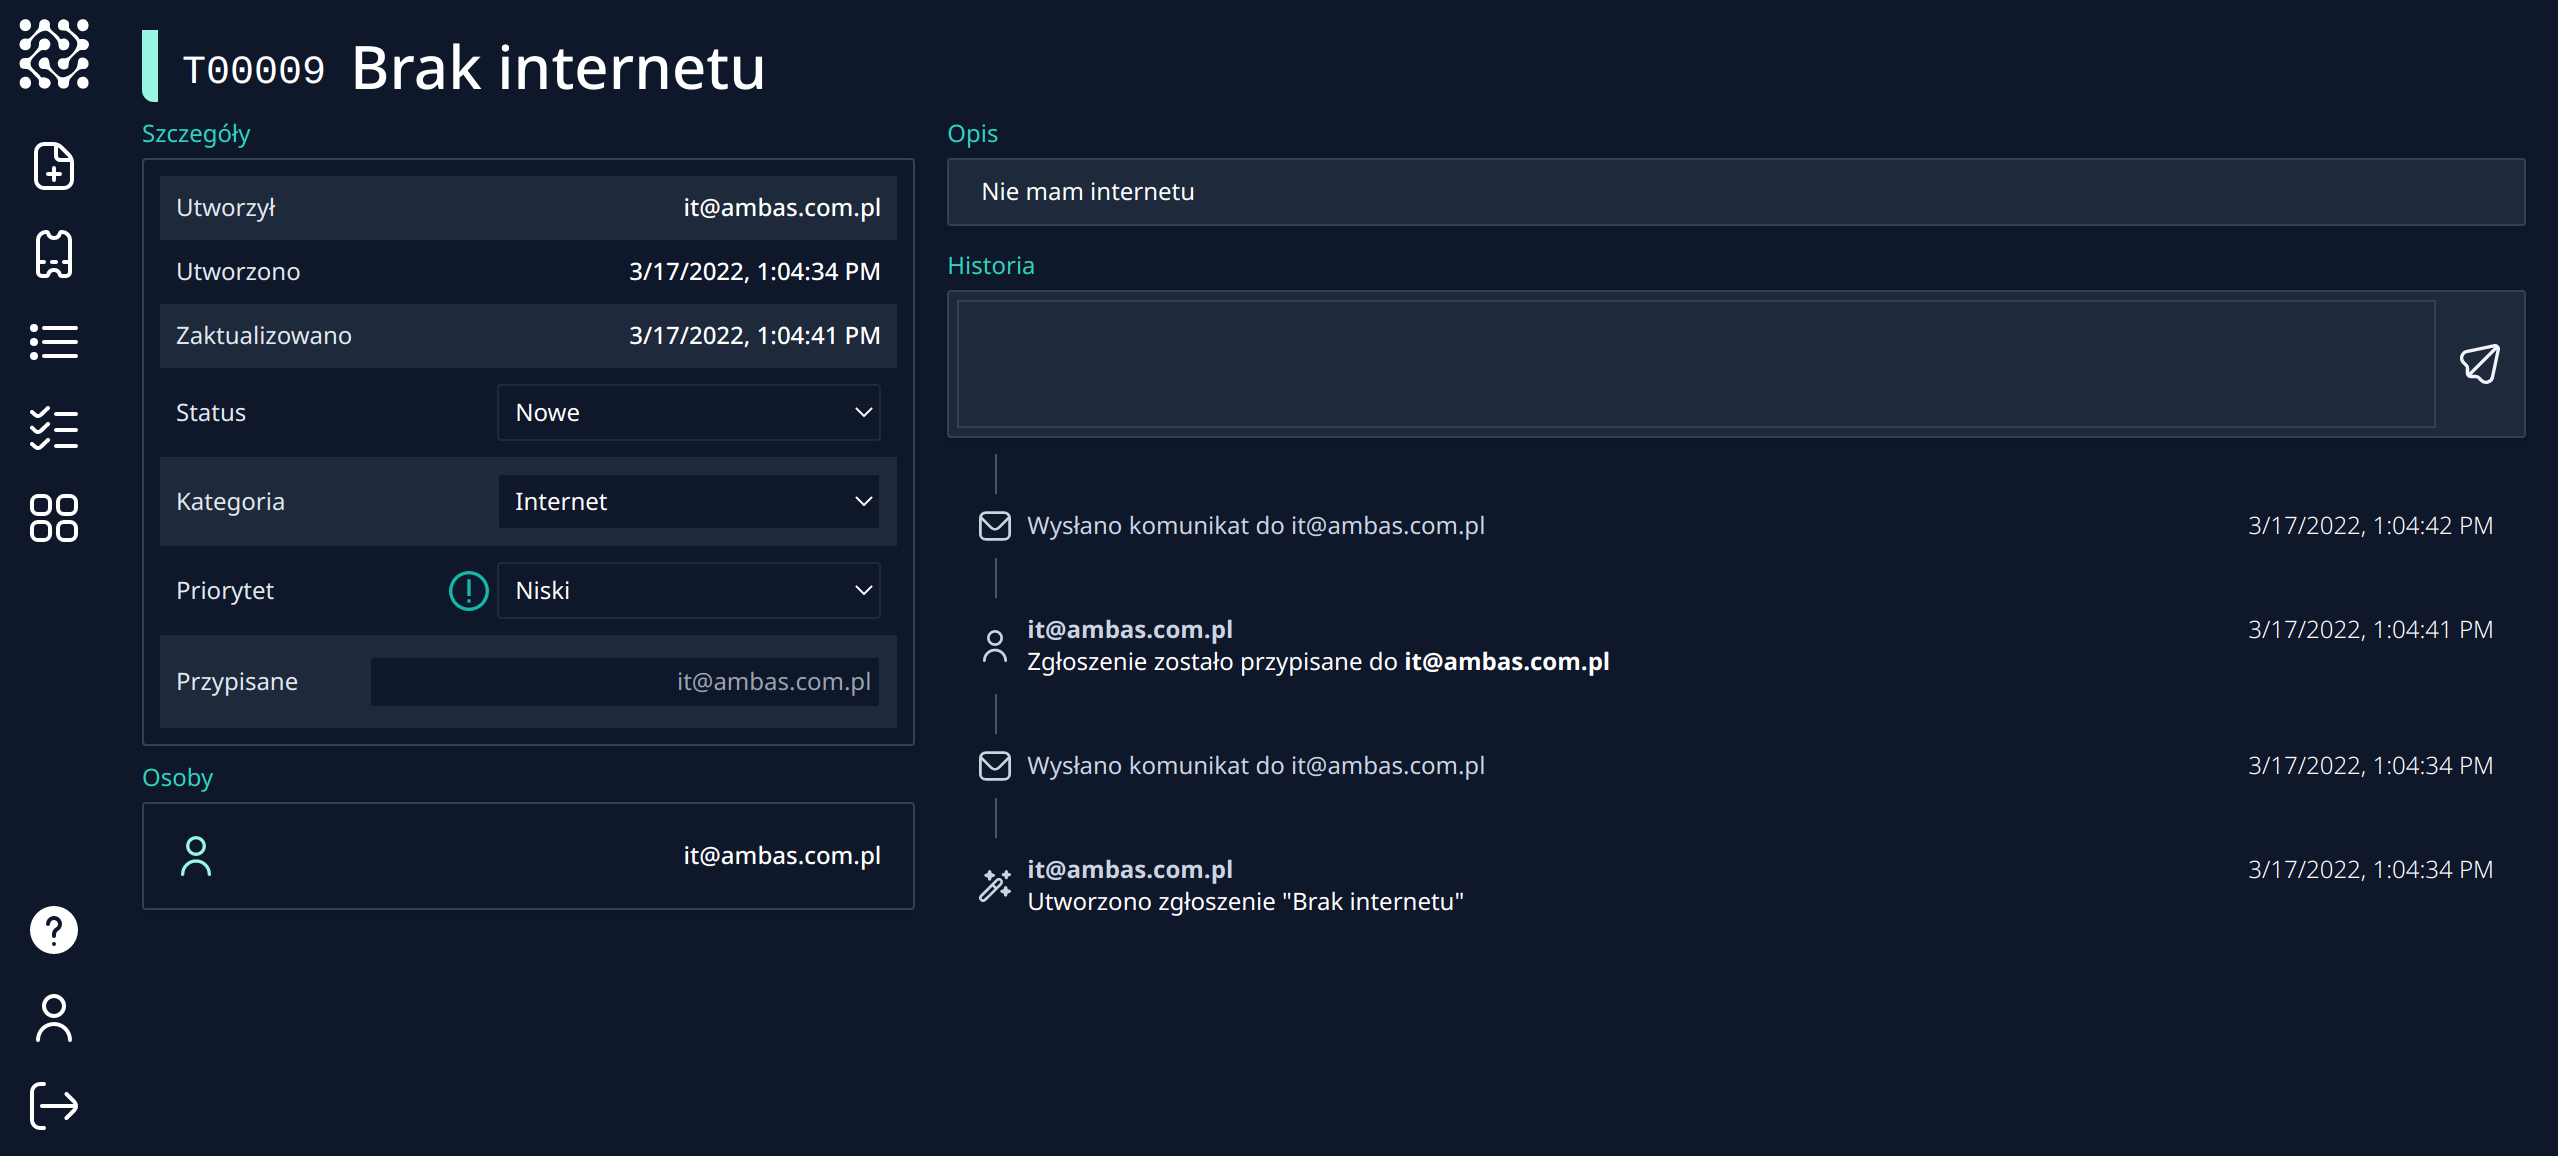 T00009 Brak internetu
Szczegóły
Utworzył it@ambas.com.pl
Utworzono 3/17/2022, 1:04:34 PM
Zaktualizowano 3/17/2022, 1:04:41 PM
Status Nowe
Kategoria Internet
Priorytet Niski
Przypisane it@ambas.com.pl
Osoby
it@ambas.com.pl
Opis
Nie mam internetu
Historia
Wysłano komunikat do it@ambas.com.pl 3/17/2022, 1:04:42 PM
it@ambas.com.pl 3/17/2022, 1:04:41 PM
Zgłoszenie zostało przypisane do it@ambas.com.pl
Wysłano komunikat do it@ambas.com.pl 3/17/2022, 1:04:34 PM
it@ambas.com.pl 3/17/2022, 1:04:34 PM
Utworzono zgłoszenie "Brak internetu"